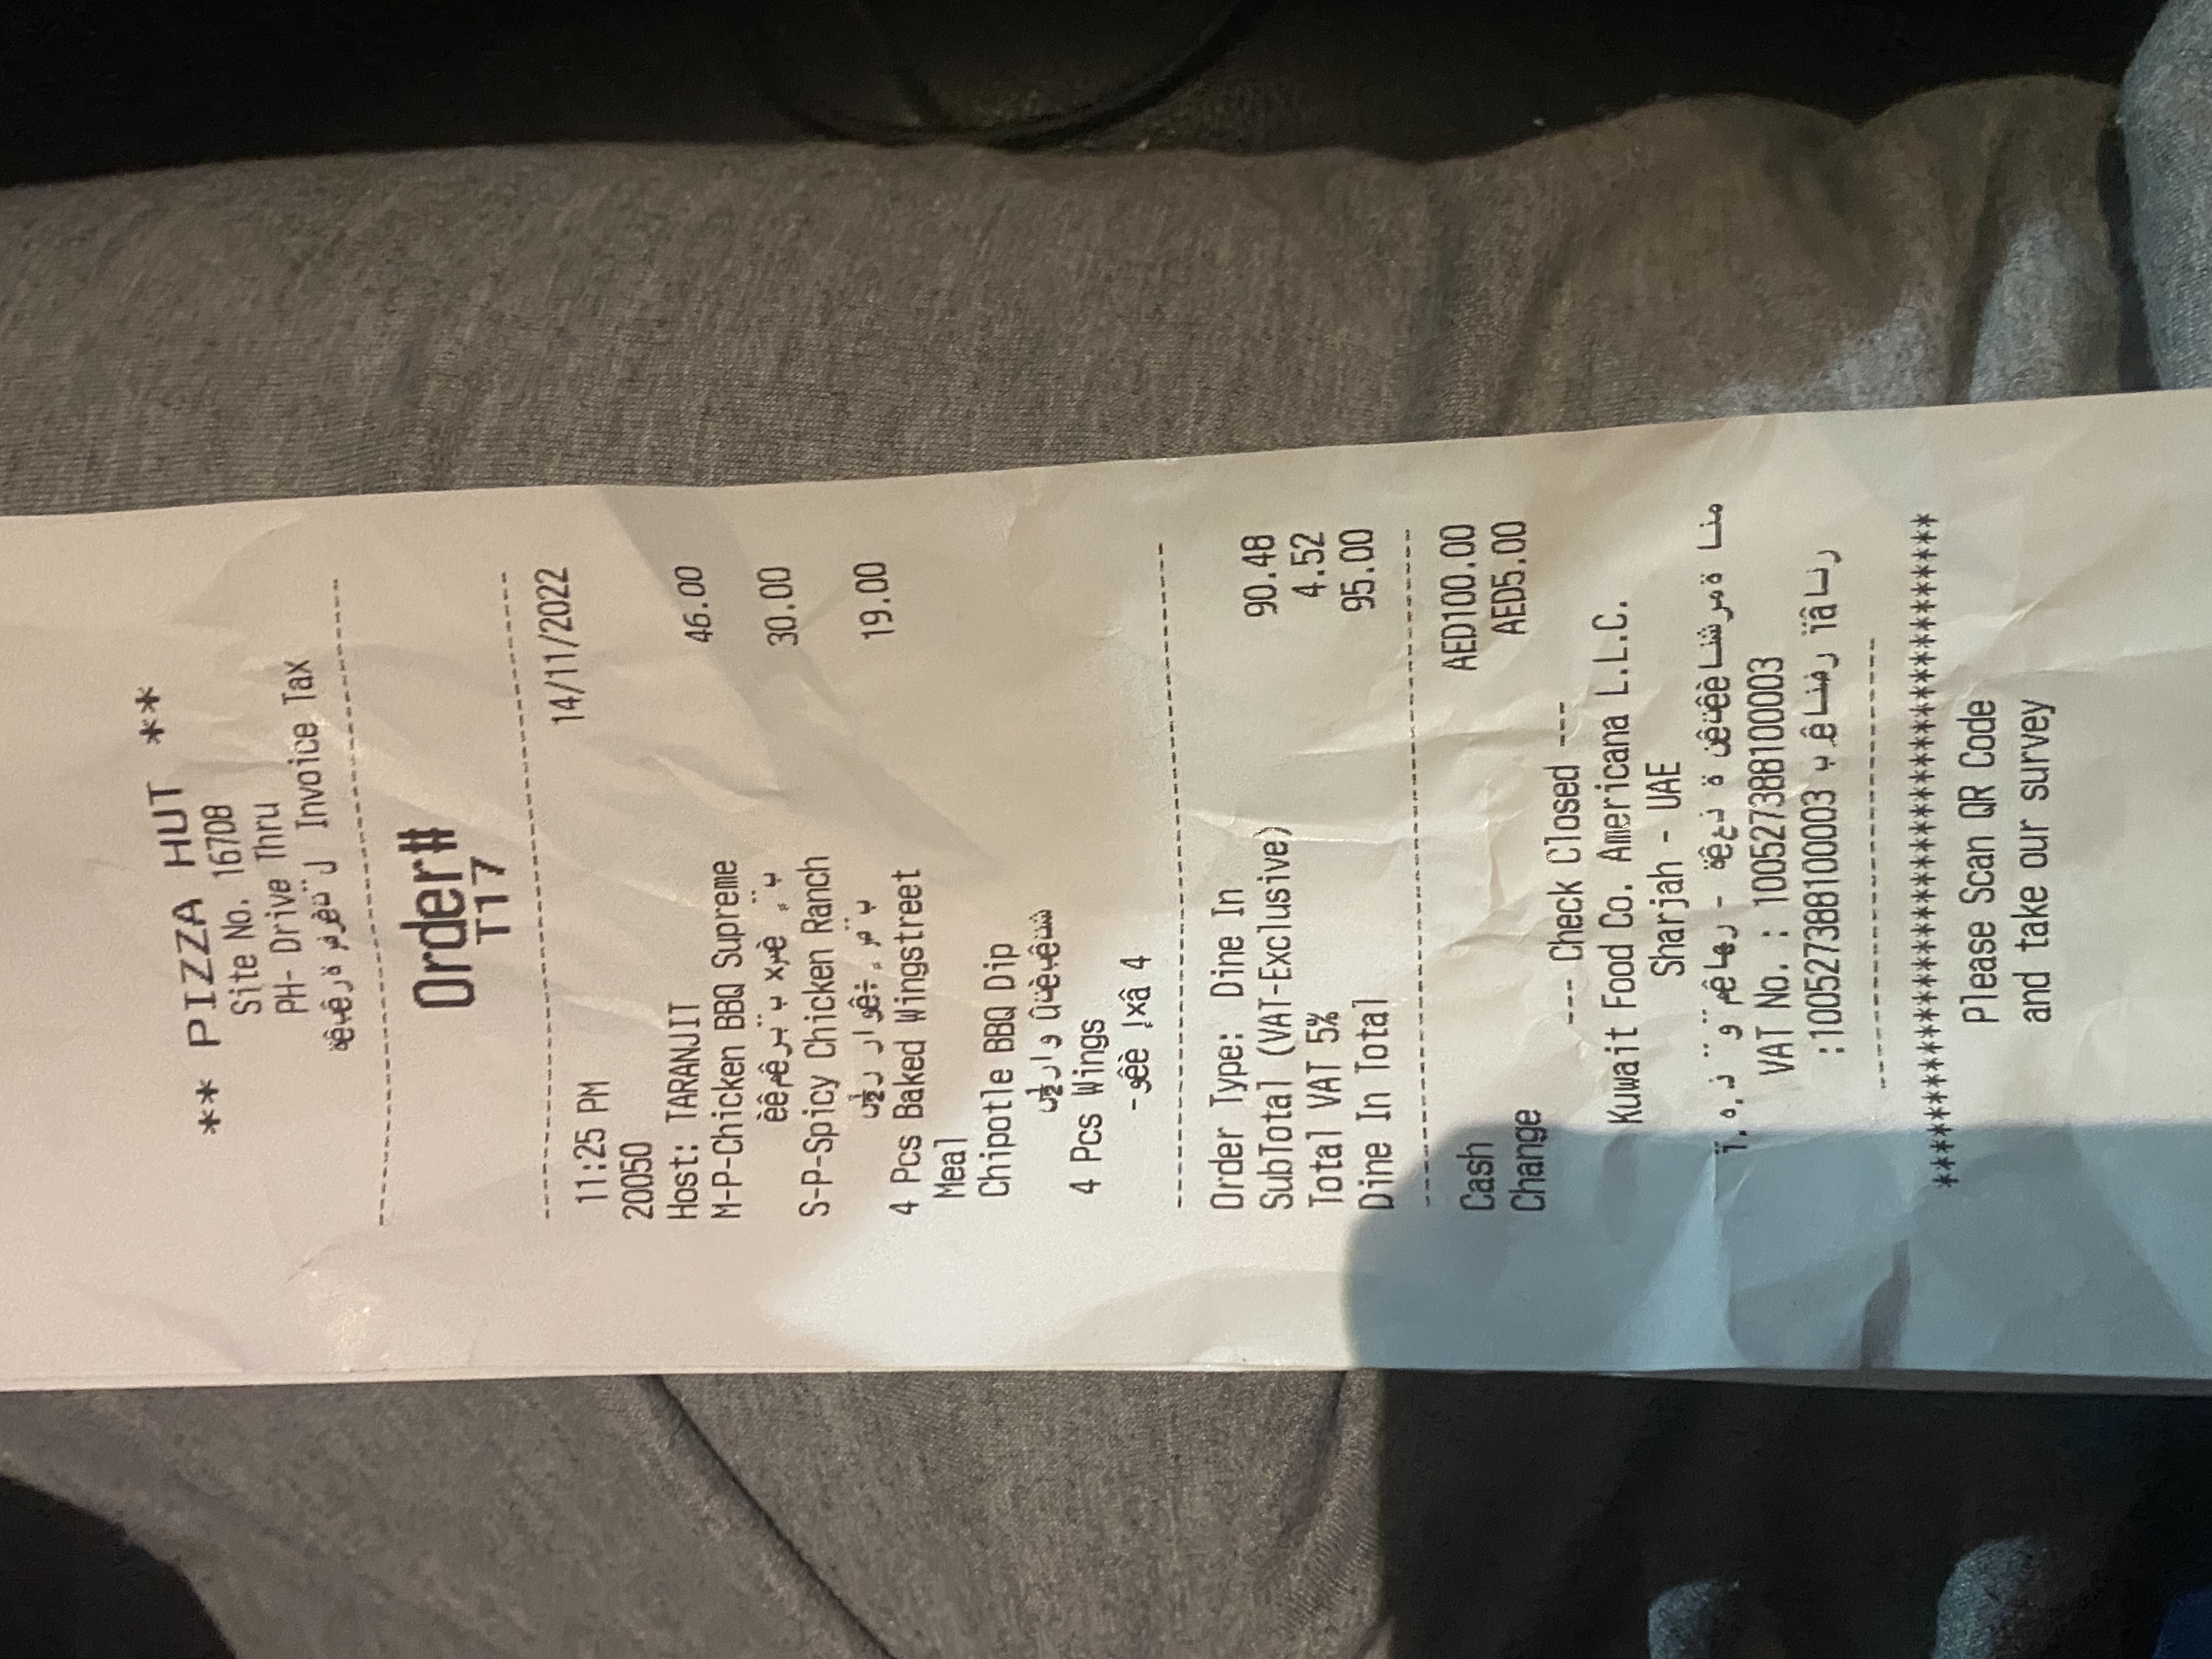 ** PIZZA HUT **
Site No. 16708
PH- Drive Thru
Invoice Tax
Order#
T17
11:25 PM 14/11/2022
20050
Host: TARANJIT
M-P-Chicken BBQ Supreme 46.00
S-P-Spicy Chicken Ranch 30.00
4 Pcs Baked Wingstreet 19.00
Meal
Chipotle BBQ Dip
4 Pcs Wings
Order Type: Dine In
SubTotal (VAT-Exclusive) 90.48
Total VAT 5% 4.52
Dine In Total 95.00
Cash AED100.00
Change AED5.00
--- Check Closed ---
Kuwait Food Co. Americana L.L.C.
Sharjah - UAE
VAT No. : 100527388100003
:100527388100003
************************************
Please Scan QR Code
and take our survey